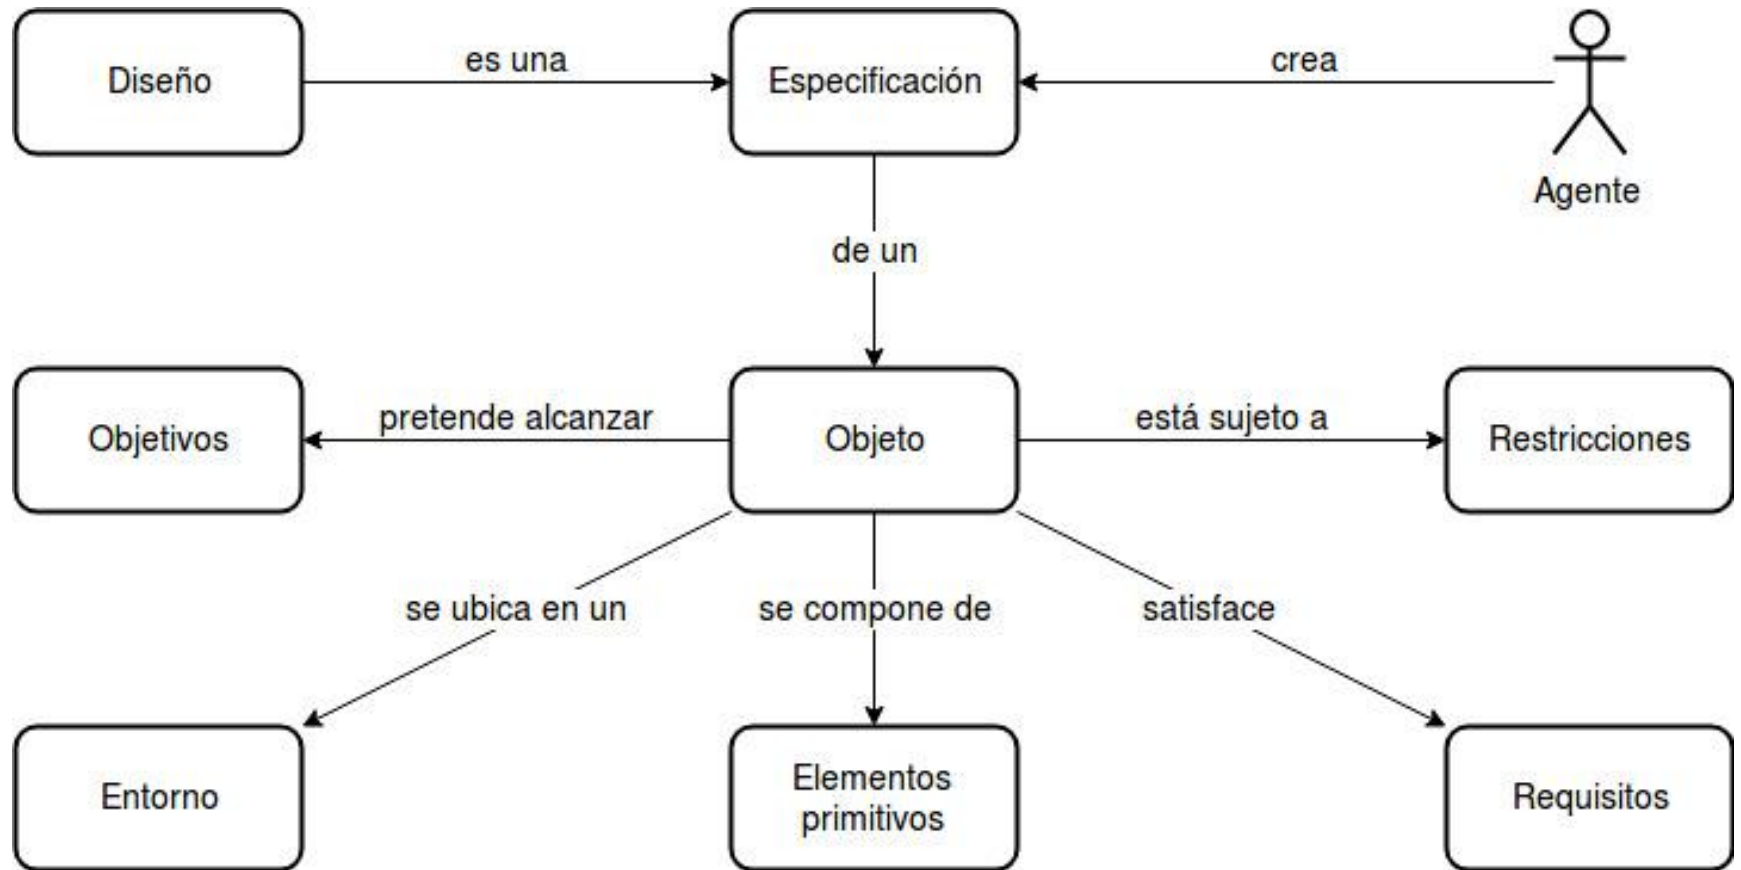 Diseño
es una
Especificación
crea
Agente
de un
Objetivos
pretende alcanzar
Objeto
está sujeto a
Restricciones
se ubica en un
se compone de
satisface
Entorno
Elementos
primitivos
Requisitos